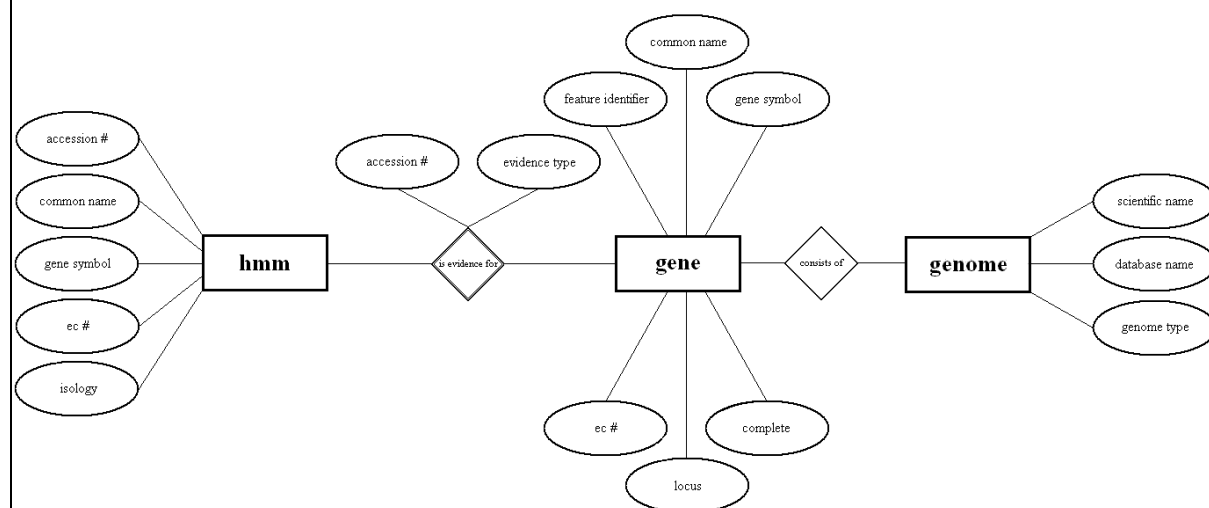 common name
feature identifier
gene symbol
accession #
accession #
evidence type
common name
scientific name
gene symbol
hmm
is evidence for
gene
consists of
genome
database name
ec #
genome type
isology
ec #
complete
locus